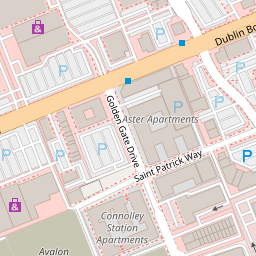 Dublin Bo
Golden Gate Drive
Aster Apartments
Saint Patrick Way
Connolley
Station
Apartments
Avalon
P
P
P
P
P
P
P
P